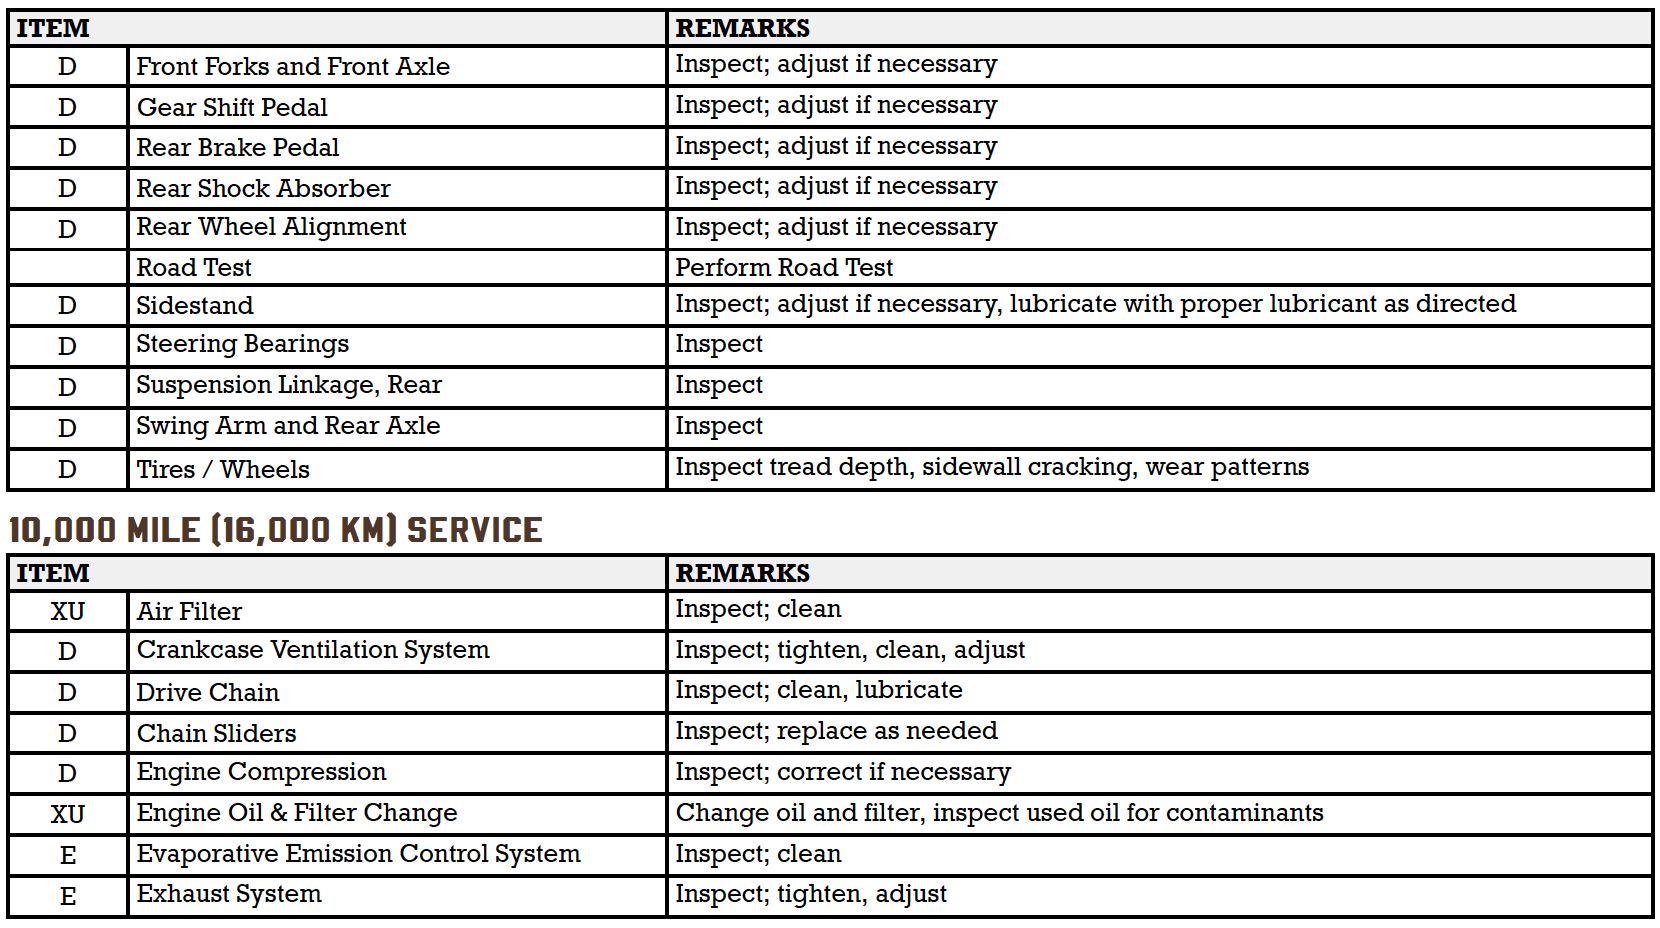 ITEM REMARKS
D Front Forks and Front Axle Inspect; adjust if necessary
D Gear Shift Pedal Inspect; adjust if necessary
D Rear Brake Pedal Inspect; adjust if necessary
D Rear Shock Absorber Inspect; adjust if necessary
D Rear Wheel Alignment Inspect; adjust if necessary
Road Test Perform Road Test
D Sidestand Inspect; adjust if necessary, lubricate with proper lubricant as directed
D Steering Bearings Inspect
D Suspension Linkage, Rear Inspect
D Swing Arm and Rear Axle Inspect
D Tires / Wheels Inspect tread depth, sidewall cracking, wear patterns
10,000 MILE (16,000 KM) SERVICE
ITEM REMARKS
XU Air Filter Inspect; clean
D Crankcase Ventilation System Inspect; tighten, clean, adjust
D Drive Chain Inspect; clean, lubricate
D Chain Sliders Inspect; replace as needed
D Engine Compression Inspect; correct if necessary
XU Engine Oil & Filter Change Change oil and filter, inspect used oil for contaminants
E Evaporative Emission Control System Inspect; clean
E Exhaust System Inspect; tighten, adjust